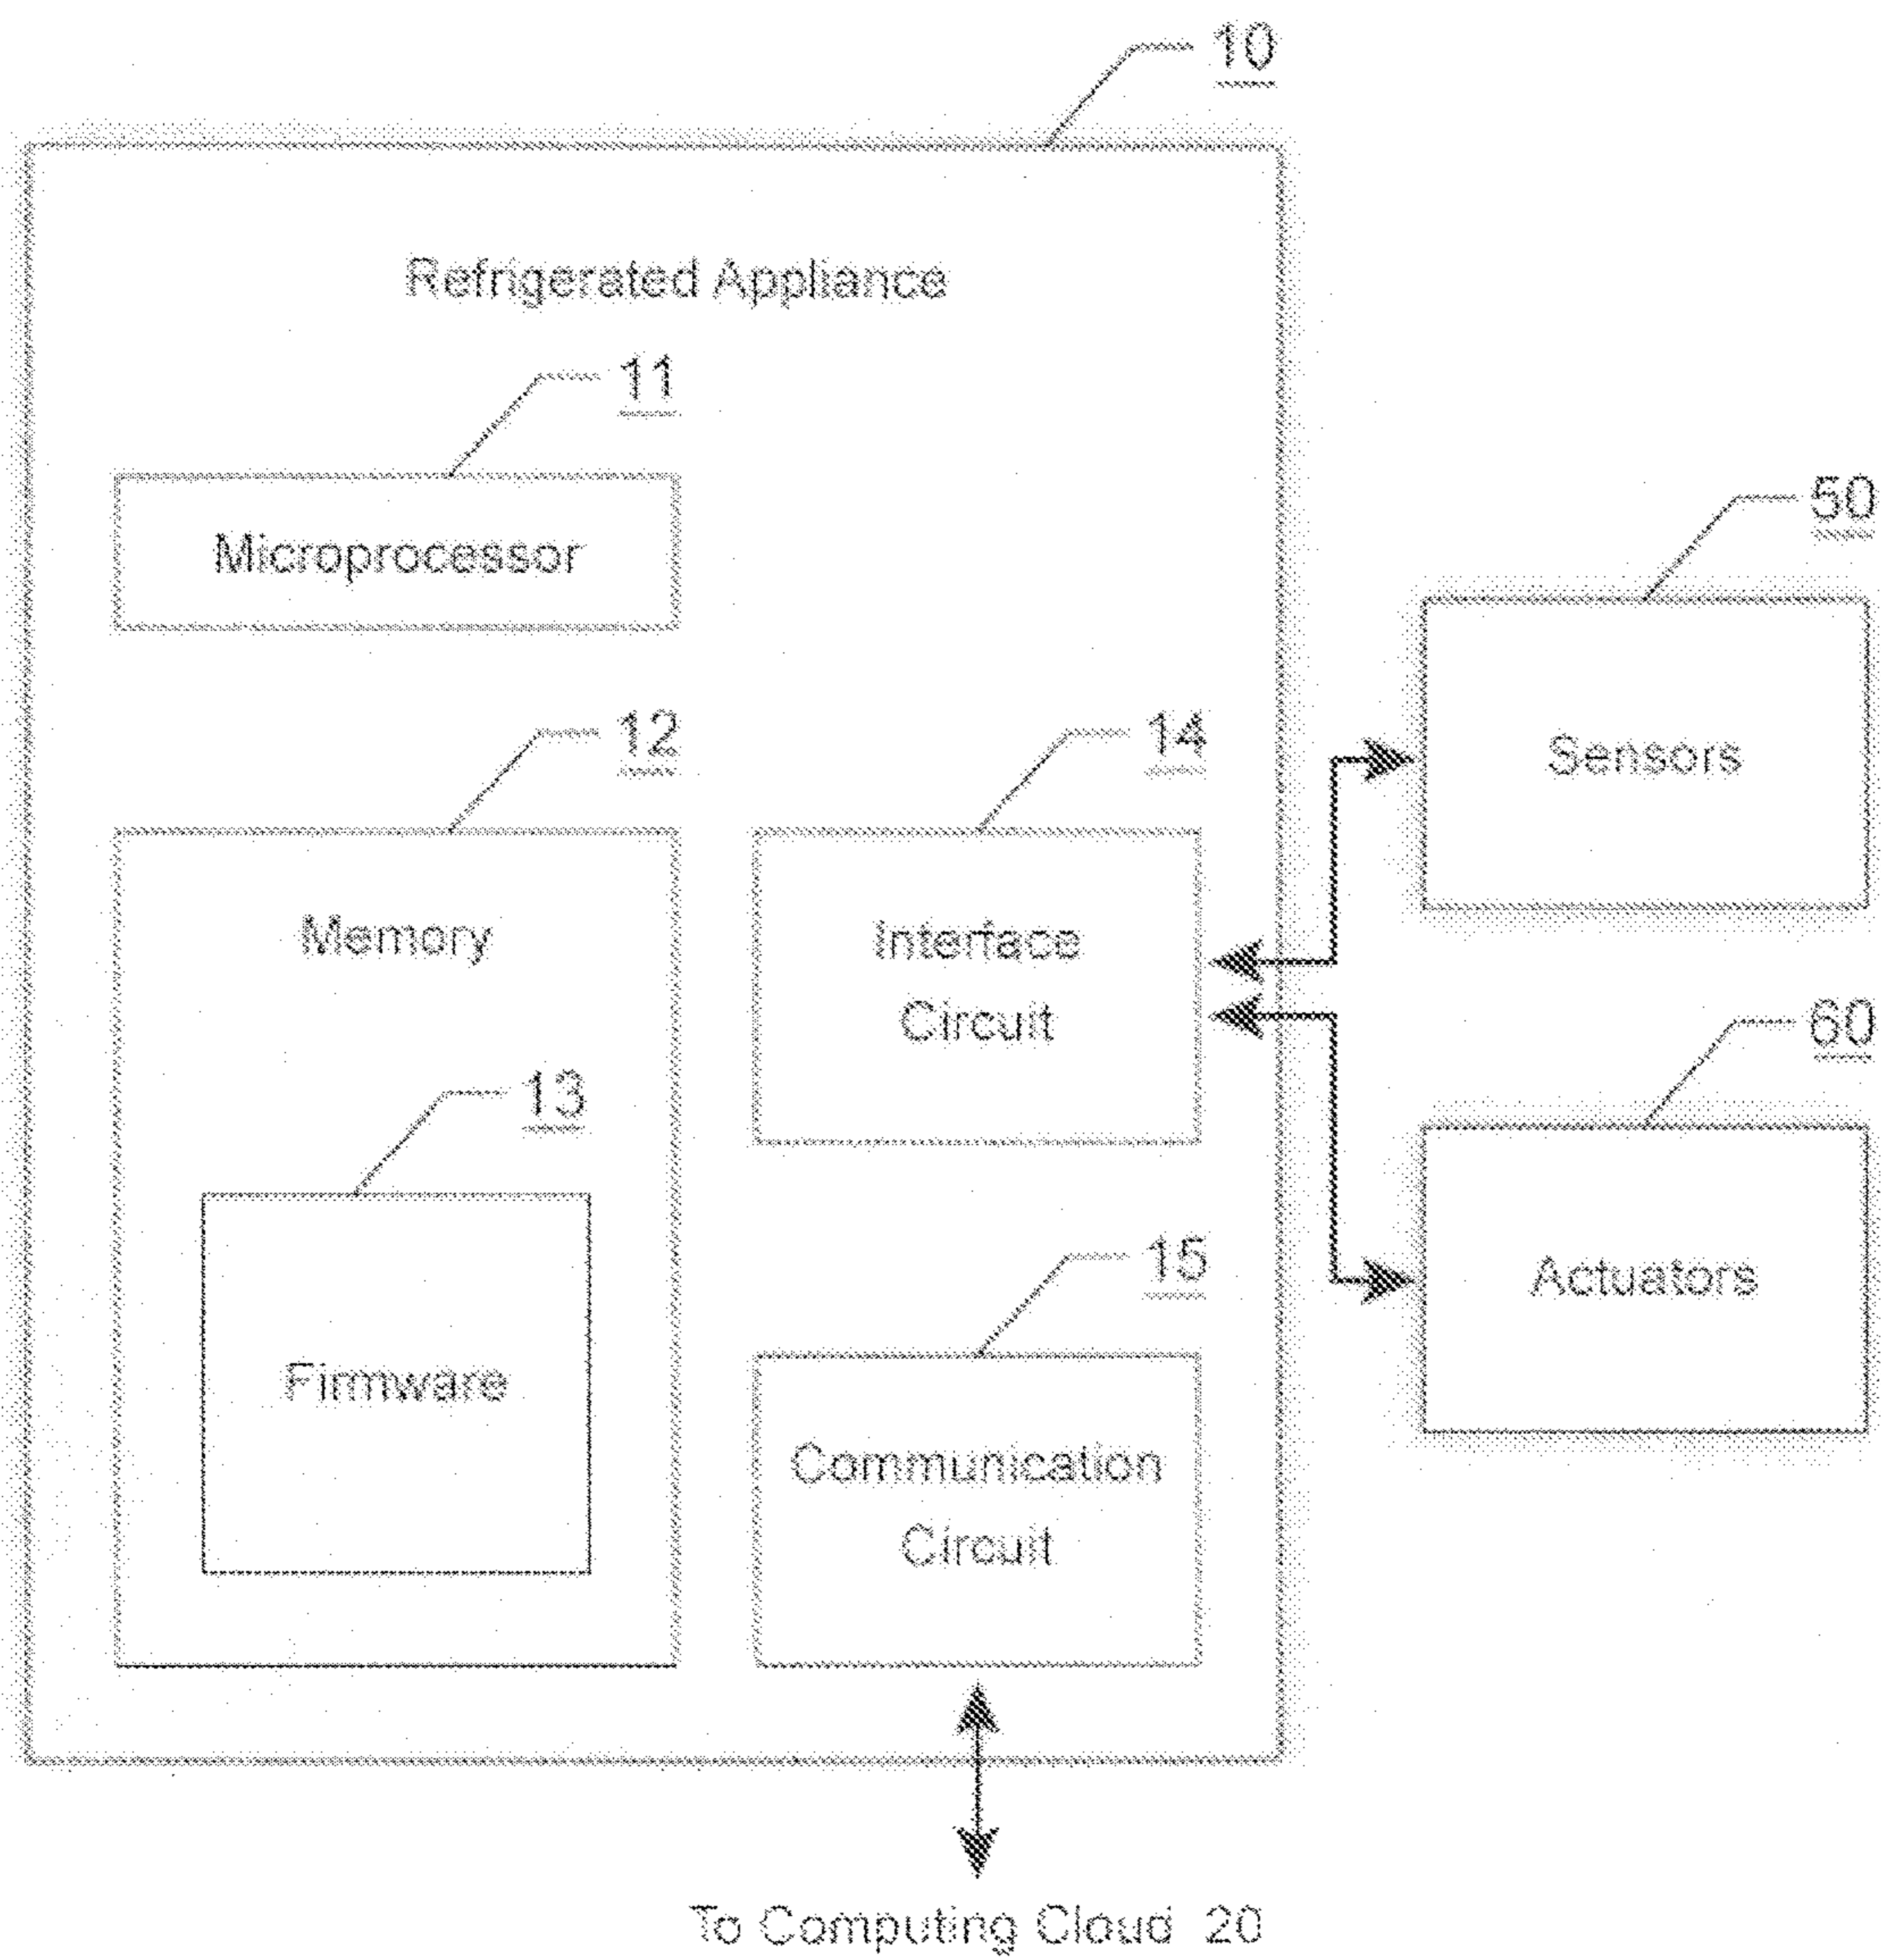 10
Refrigerated Appliance
11
Microprocessor
50
Sensors
12
Memory
14
Interface
Circuit
60
Actuators
13
Firmware
15
Communication
Circuit
To Computing Cloud 20